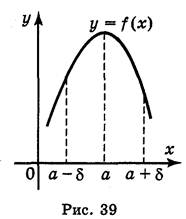 y
y = f(x)
x
0 a − δ a a + δ
Рис. 39